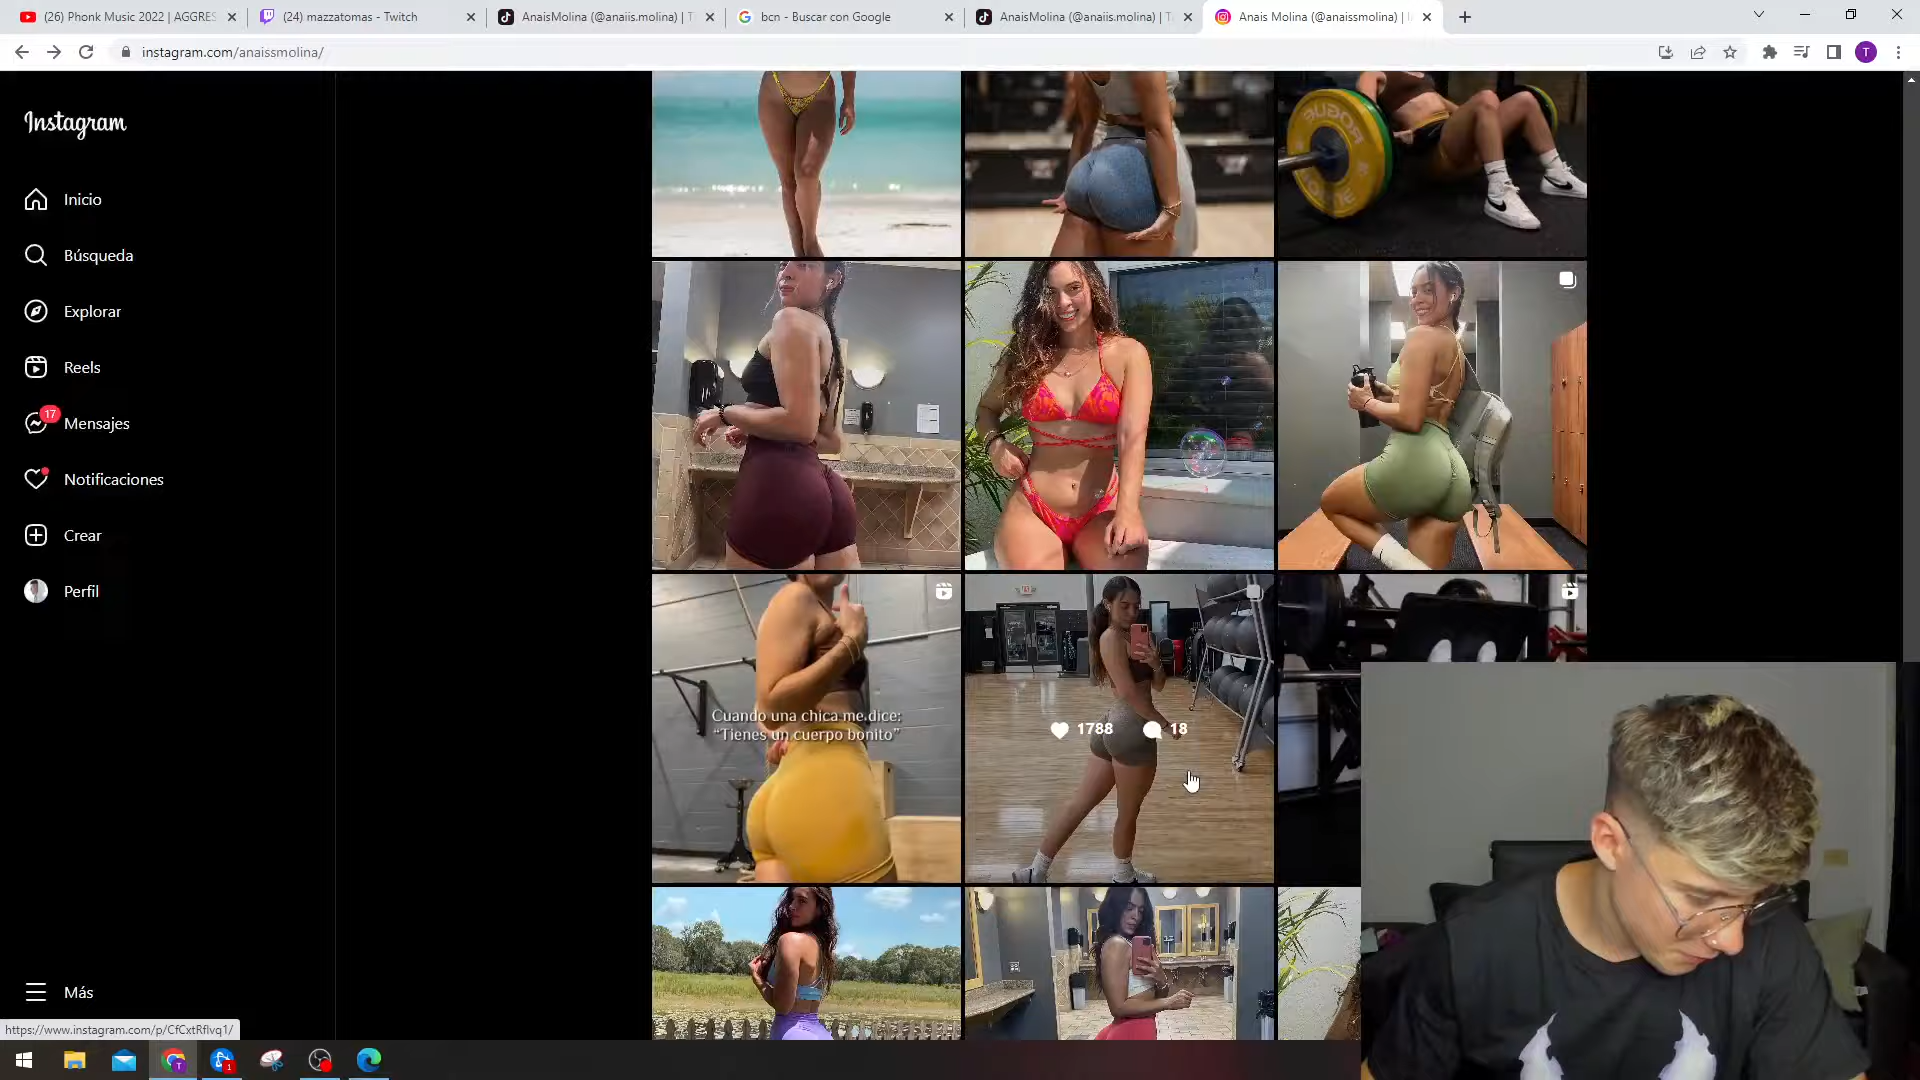 (26) Phonk Music 2022 | AGGRES
(24) mazzatomas - Twitch
AnaisMolina (@anaiis.molina) | T
bcn - Buscar con Google
AnaisMolina (@anaiis.molina) | T
Anais Molina (@anaissmolina) | I
instagram.com/anaissmolina/
T
Instagram
Inicio
Búsqueda
Explorar
Reels
17
Mensajes
Notificaciones
Crear
Perfil
Más
ROGUE
Cuando una chica me dice:
"Tienes un cuerpo bonito"
1788
18
https://www.instagram.com/p/CfCxtRflvq1/
T
1